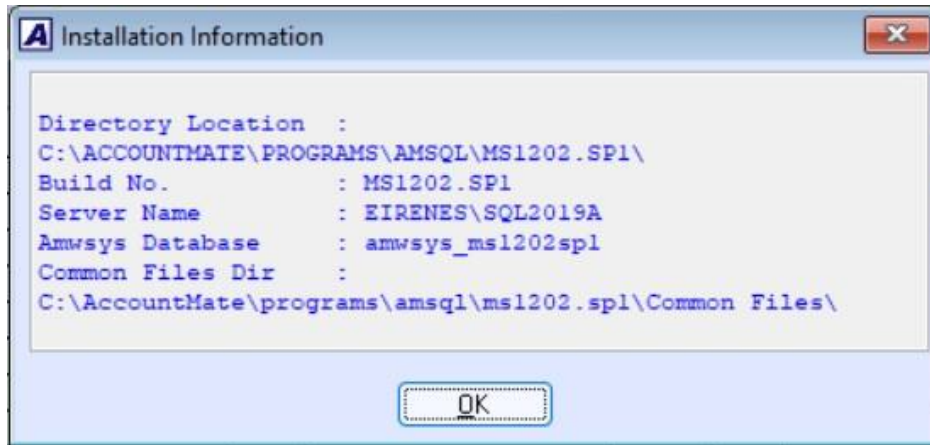 Installation Information
Directory Location :
C:\ACCOUNTMATE\PROGRAMS\AMSQL\MS1202.SP1\
Build No. : MS1202.SP1
Server Name : EIRENES\SQL2019A
Amwsys Database : amwsys_ms1202sp1
Common Files Dir :
C:\AccountMate\programs\amsql\ms1202.sp1\Common Files\
OK